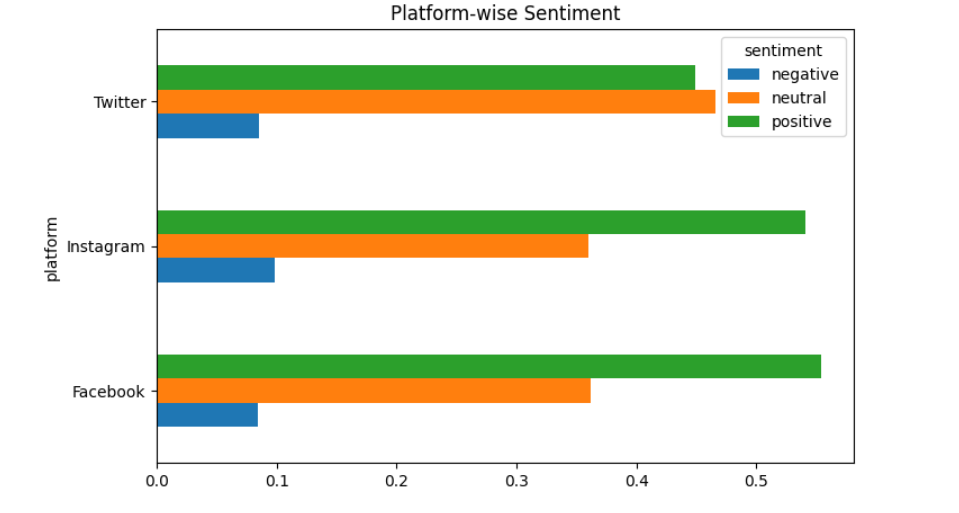 Platform-wise Sentiment
sentiment
negative
neutral
positive
Twitter
Instagram
Facebook
platform
0.0 0.1 0.2 0.3 0.4 0.5